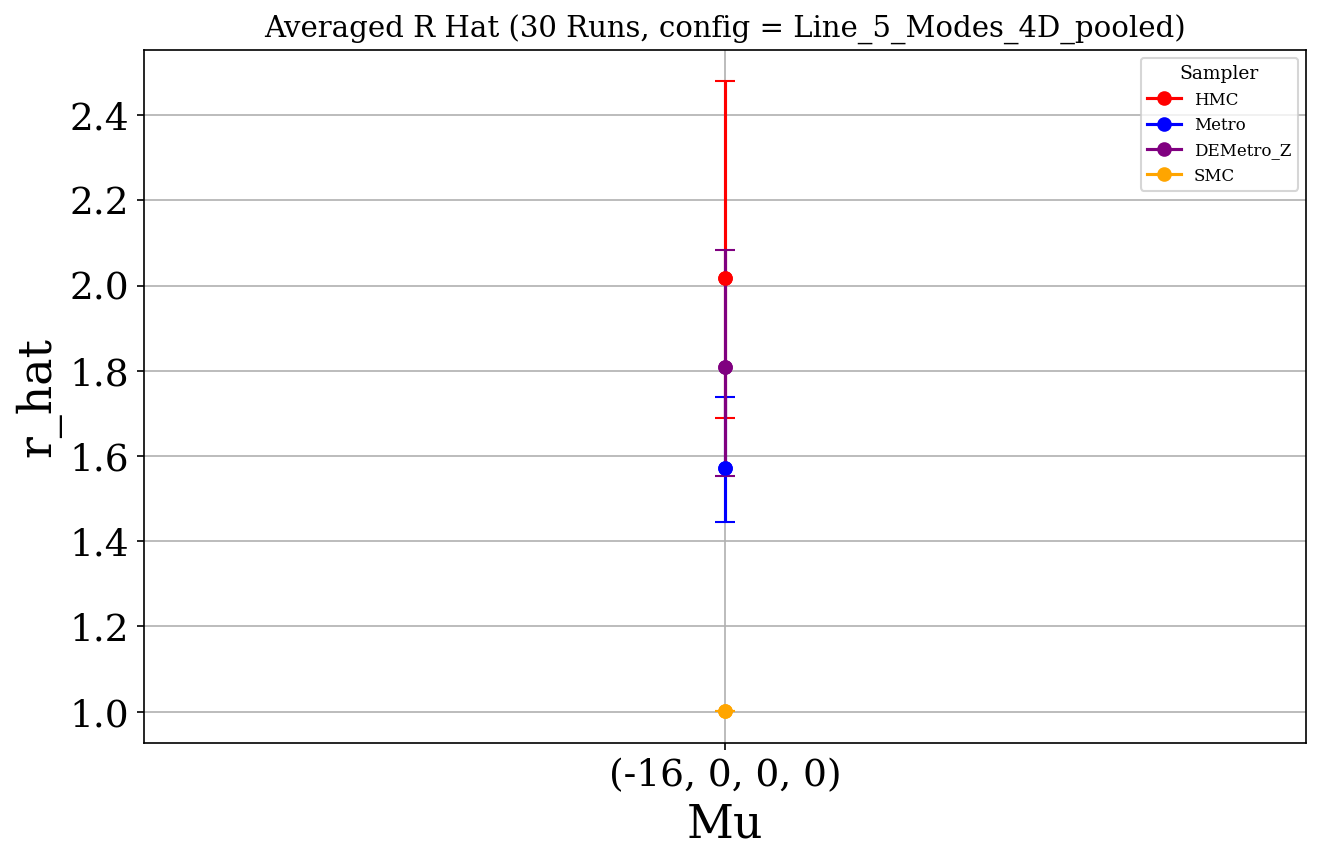 Averaged R Hat (30 Runs, config = Line_5_Modes_4D_pooled)
Sampler
HMC
Metro
DEMetro_Z
SMC
2.4
2.2
2.0
1.8
1.6
1.4
1.2
1.0
r_hat
(-16, 0, 0, 0)
Mu